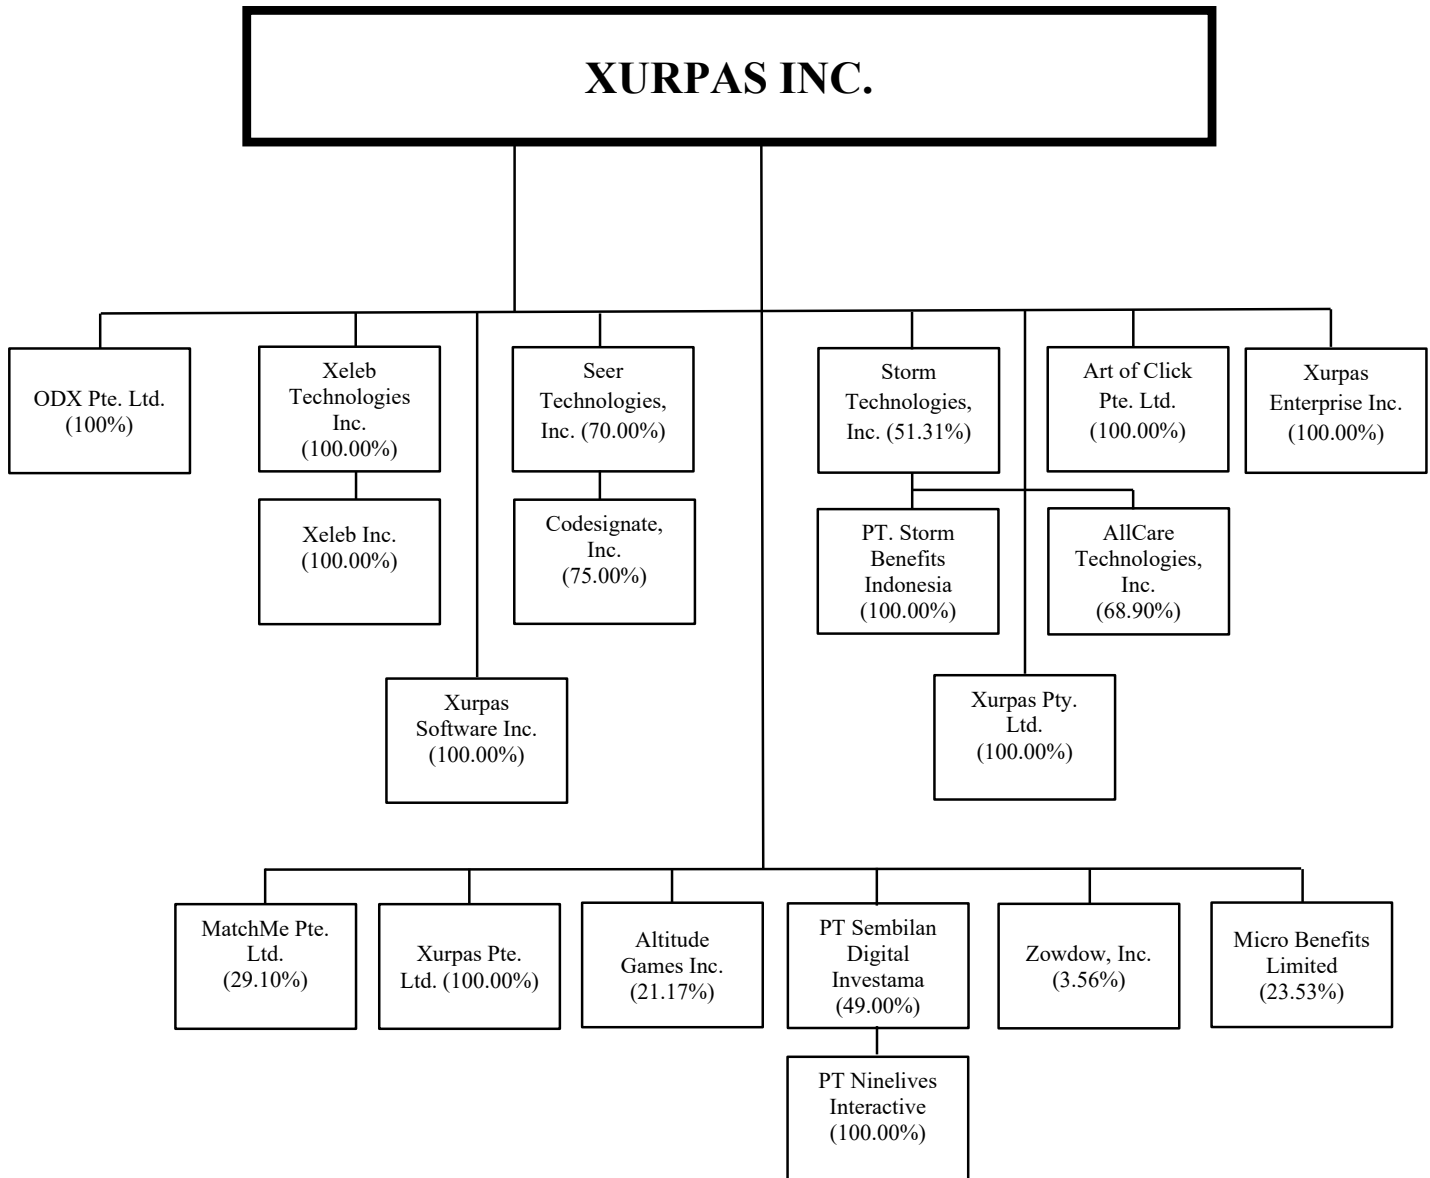 XURPAS INC.
ODX Pte. Ltd.
(100%)
Xeleb
Technologies
Inc.
(100.00%)
Seer
Technologies,
Inc. (70.00%)
Storm
Technologies,
Inc. (51.31%)
Art of Click
Pte. Ltd.
(100.00%)
Xurpas
Enterprise Inc.
(100.00%)
Xeleb Inc.
(100.00%)
Codesignate,
Inc.
(75.00%)
PT. Storm
Benefits
Indonesia
(100.00%)
AllCare
Technologies,
Inc.
(68.90%)
Xurpas
Software Inc.
(100.00%)
Xurpas Pty.
Ltd.
(100.00%)
MatchMe Pte.
Ltd.
(29.10%)
Xurpas Pte.
Ltd. (100.00%)
Altitude
Games Inc.
(21.17%)
PT Sembilan
Digital
Investama
(49.00%)
Zowdow, Inc.
(3.56%)
Micro Benefits
Limited
(23.53%)
PT Ninelives
Interactive
(100.00%)